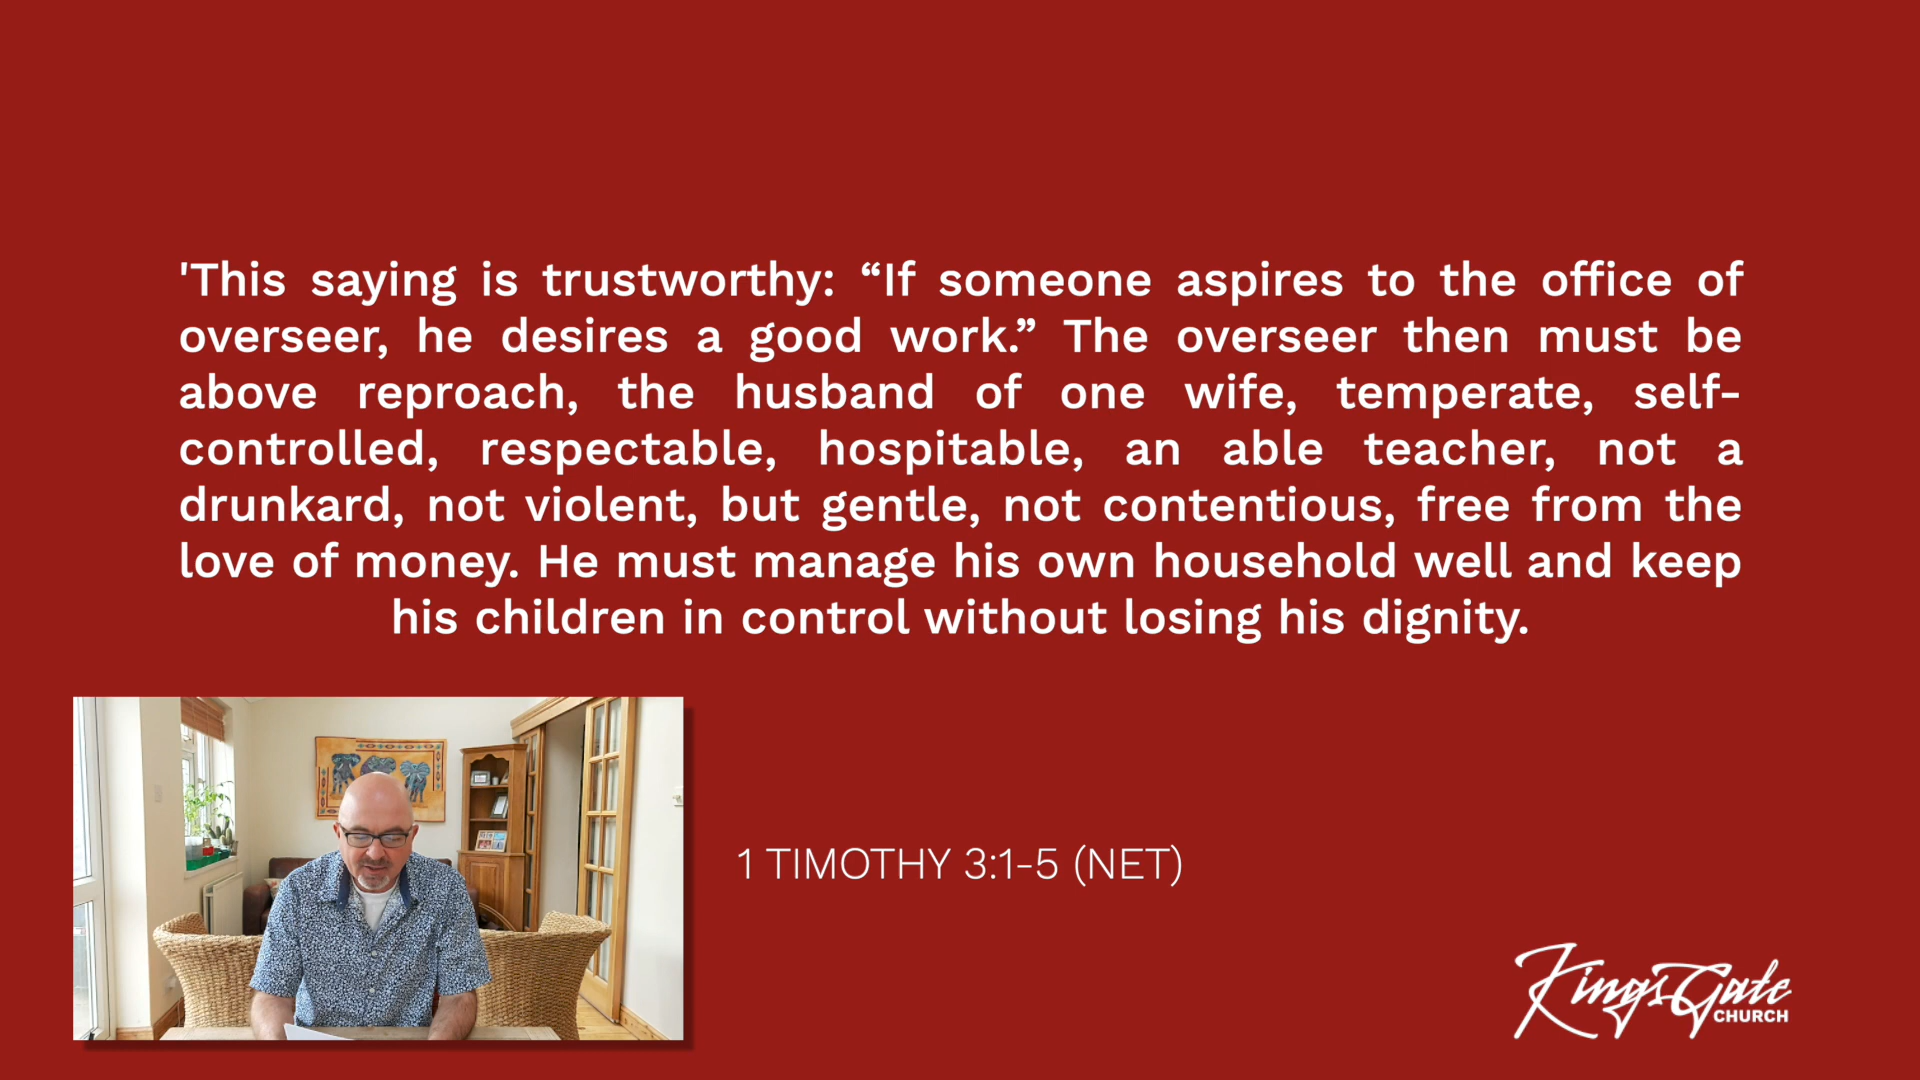 'This saying is trustworthy: “If someone aspires to the office of
overseer, he desires a good work.” The overseer then must be
above reproach, the husband of one wife, temperate, self-
controlled, respectable, hospitable, an able teacher, not a
drunkard, not violent, but gentle, not contentious, free from the
love of money. He must manage his own household well and keep
his children in control without losing his dignity.
1 TIMOTHY 3:1-5 (NET)
King'sGate
CHURCH